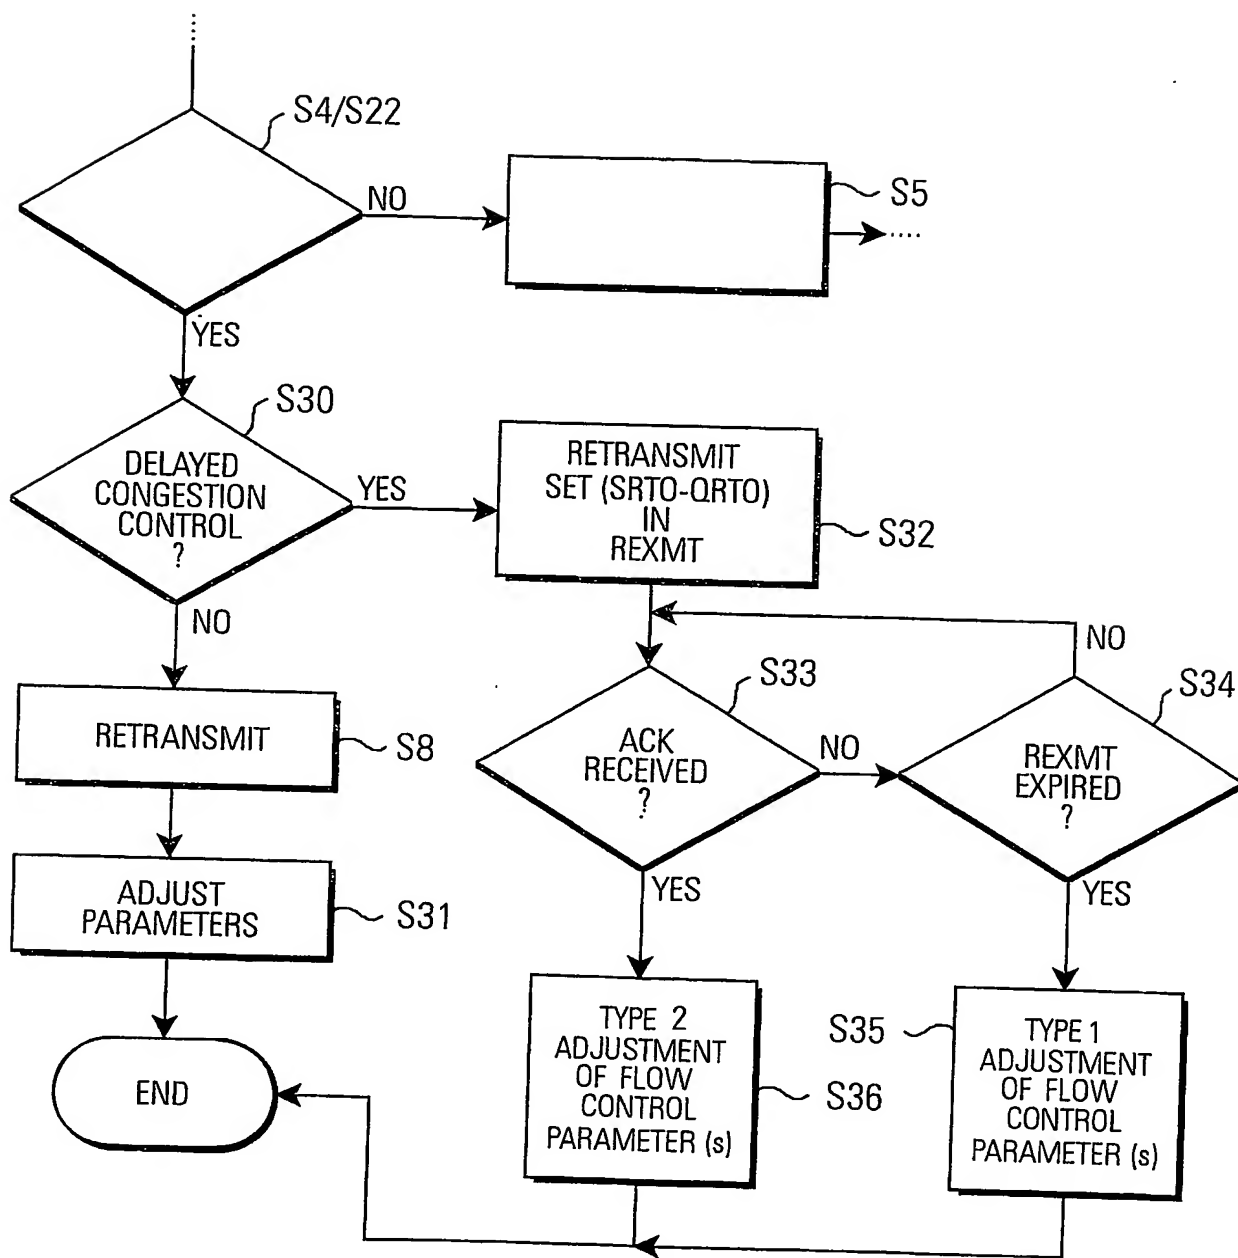 S4/S22
NO
S5
....
YES
S30
DELAYED
CONGESTION
CONTROL
?
YES
RETRANSMIT
SET (SRTO-QRTO)
IN
REXMT
S32
NO
NO
RETRANSMIT
S8
S33
ACK
RECEIVED
?
NO
S34
REXMT
EXPIRED
?
YES
YES
ADJUST
PARAMETERS
S31
END
TYPE 2
ADJUSTMENT
OF FLOW
CONTROL
PARAMETER (s)
S36
S35
TYPE 1
ADJUSTMENT
OF FLOW
CONTROL
PARAMETER (s)